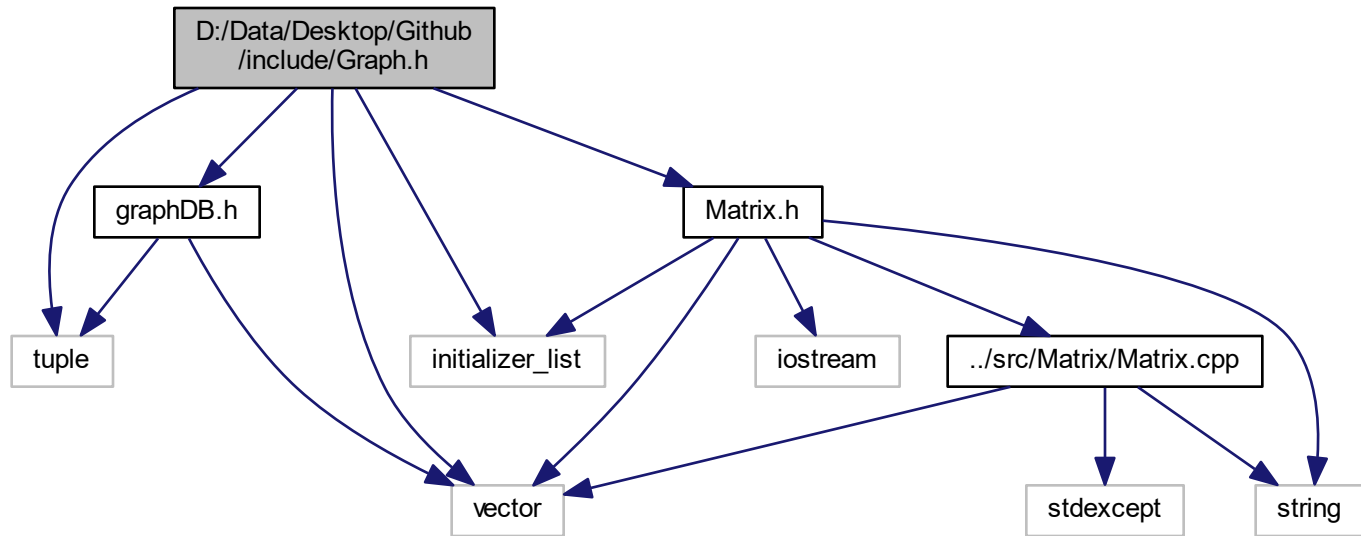 D:/Data/Desktop/Github
/include/Graph.h
graphDB.h
Matrix.h
tuple
initializer_list
iostream
../src/Matrix/Matrix.cpp
vector
stdexcept
string